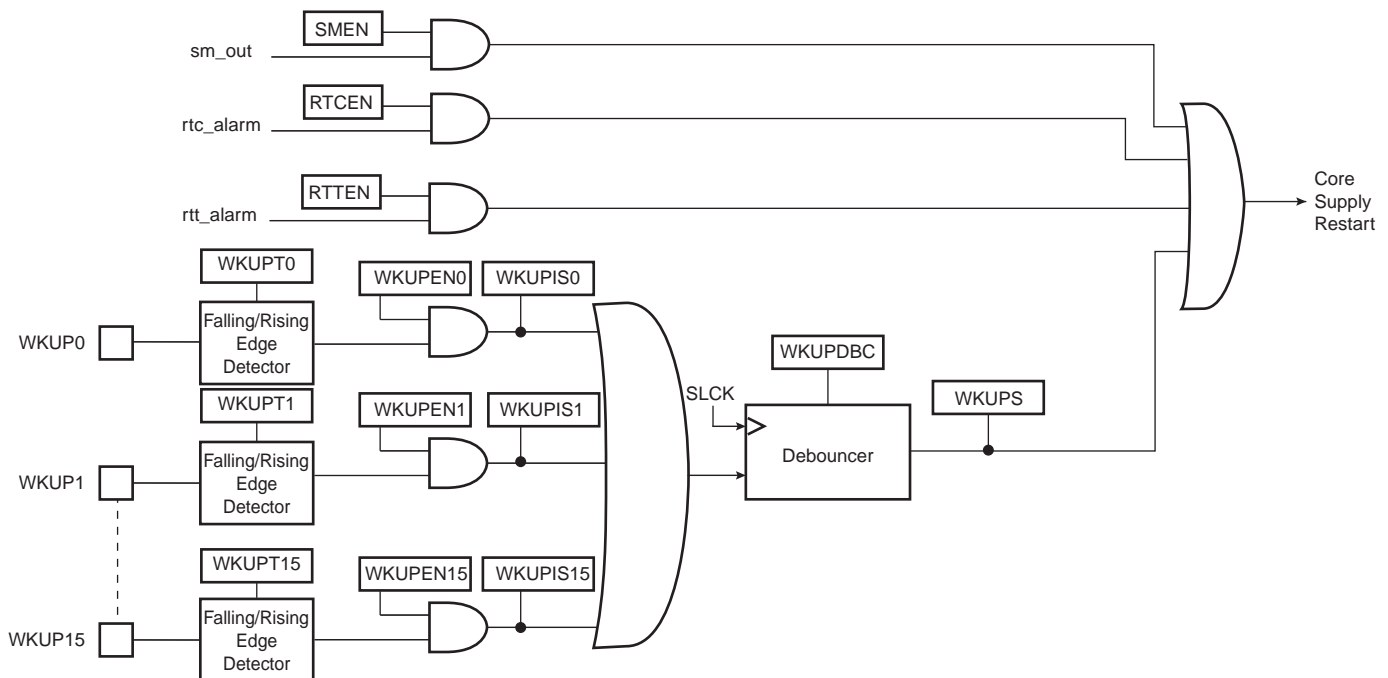 SMEN
sm_out
RTCEN
rtc_alarm
RTTEN
rtt_alarm
Core
Supply
Restart
WKUPT0
WKUPEN0
WKUPIS0
Falling/Rising
Edge
Detector
WKUP0
WKUPDBC
WKUPT1
WKUPEN1
WKUPIS1
SLCK
WKUPS
Falling/Rising
Edge
Detector
Debouncer
WKUP1
WKUPT15
WKUPEN15
WKUPIS15
Falling/Rising
Edge
Detector
WKUP15